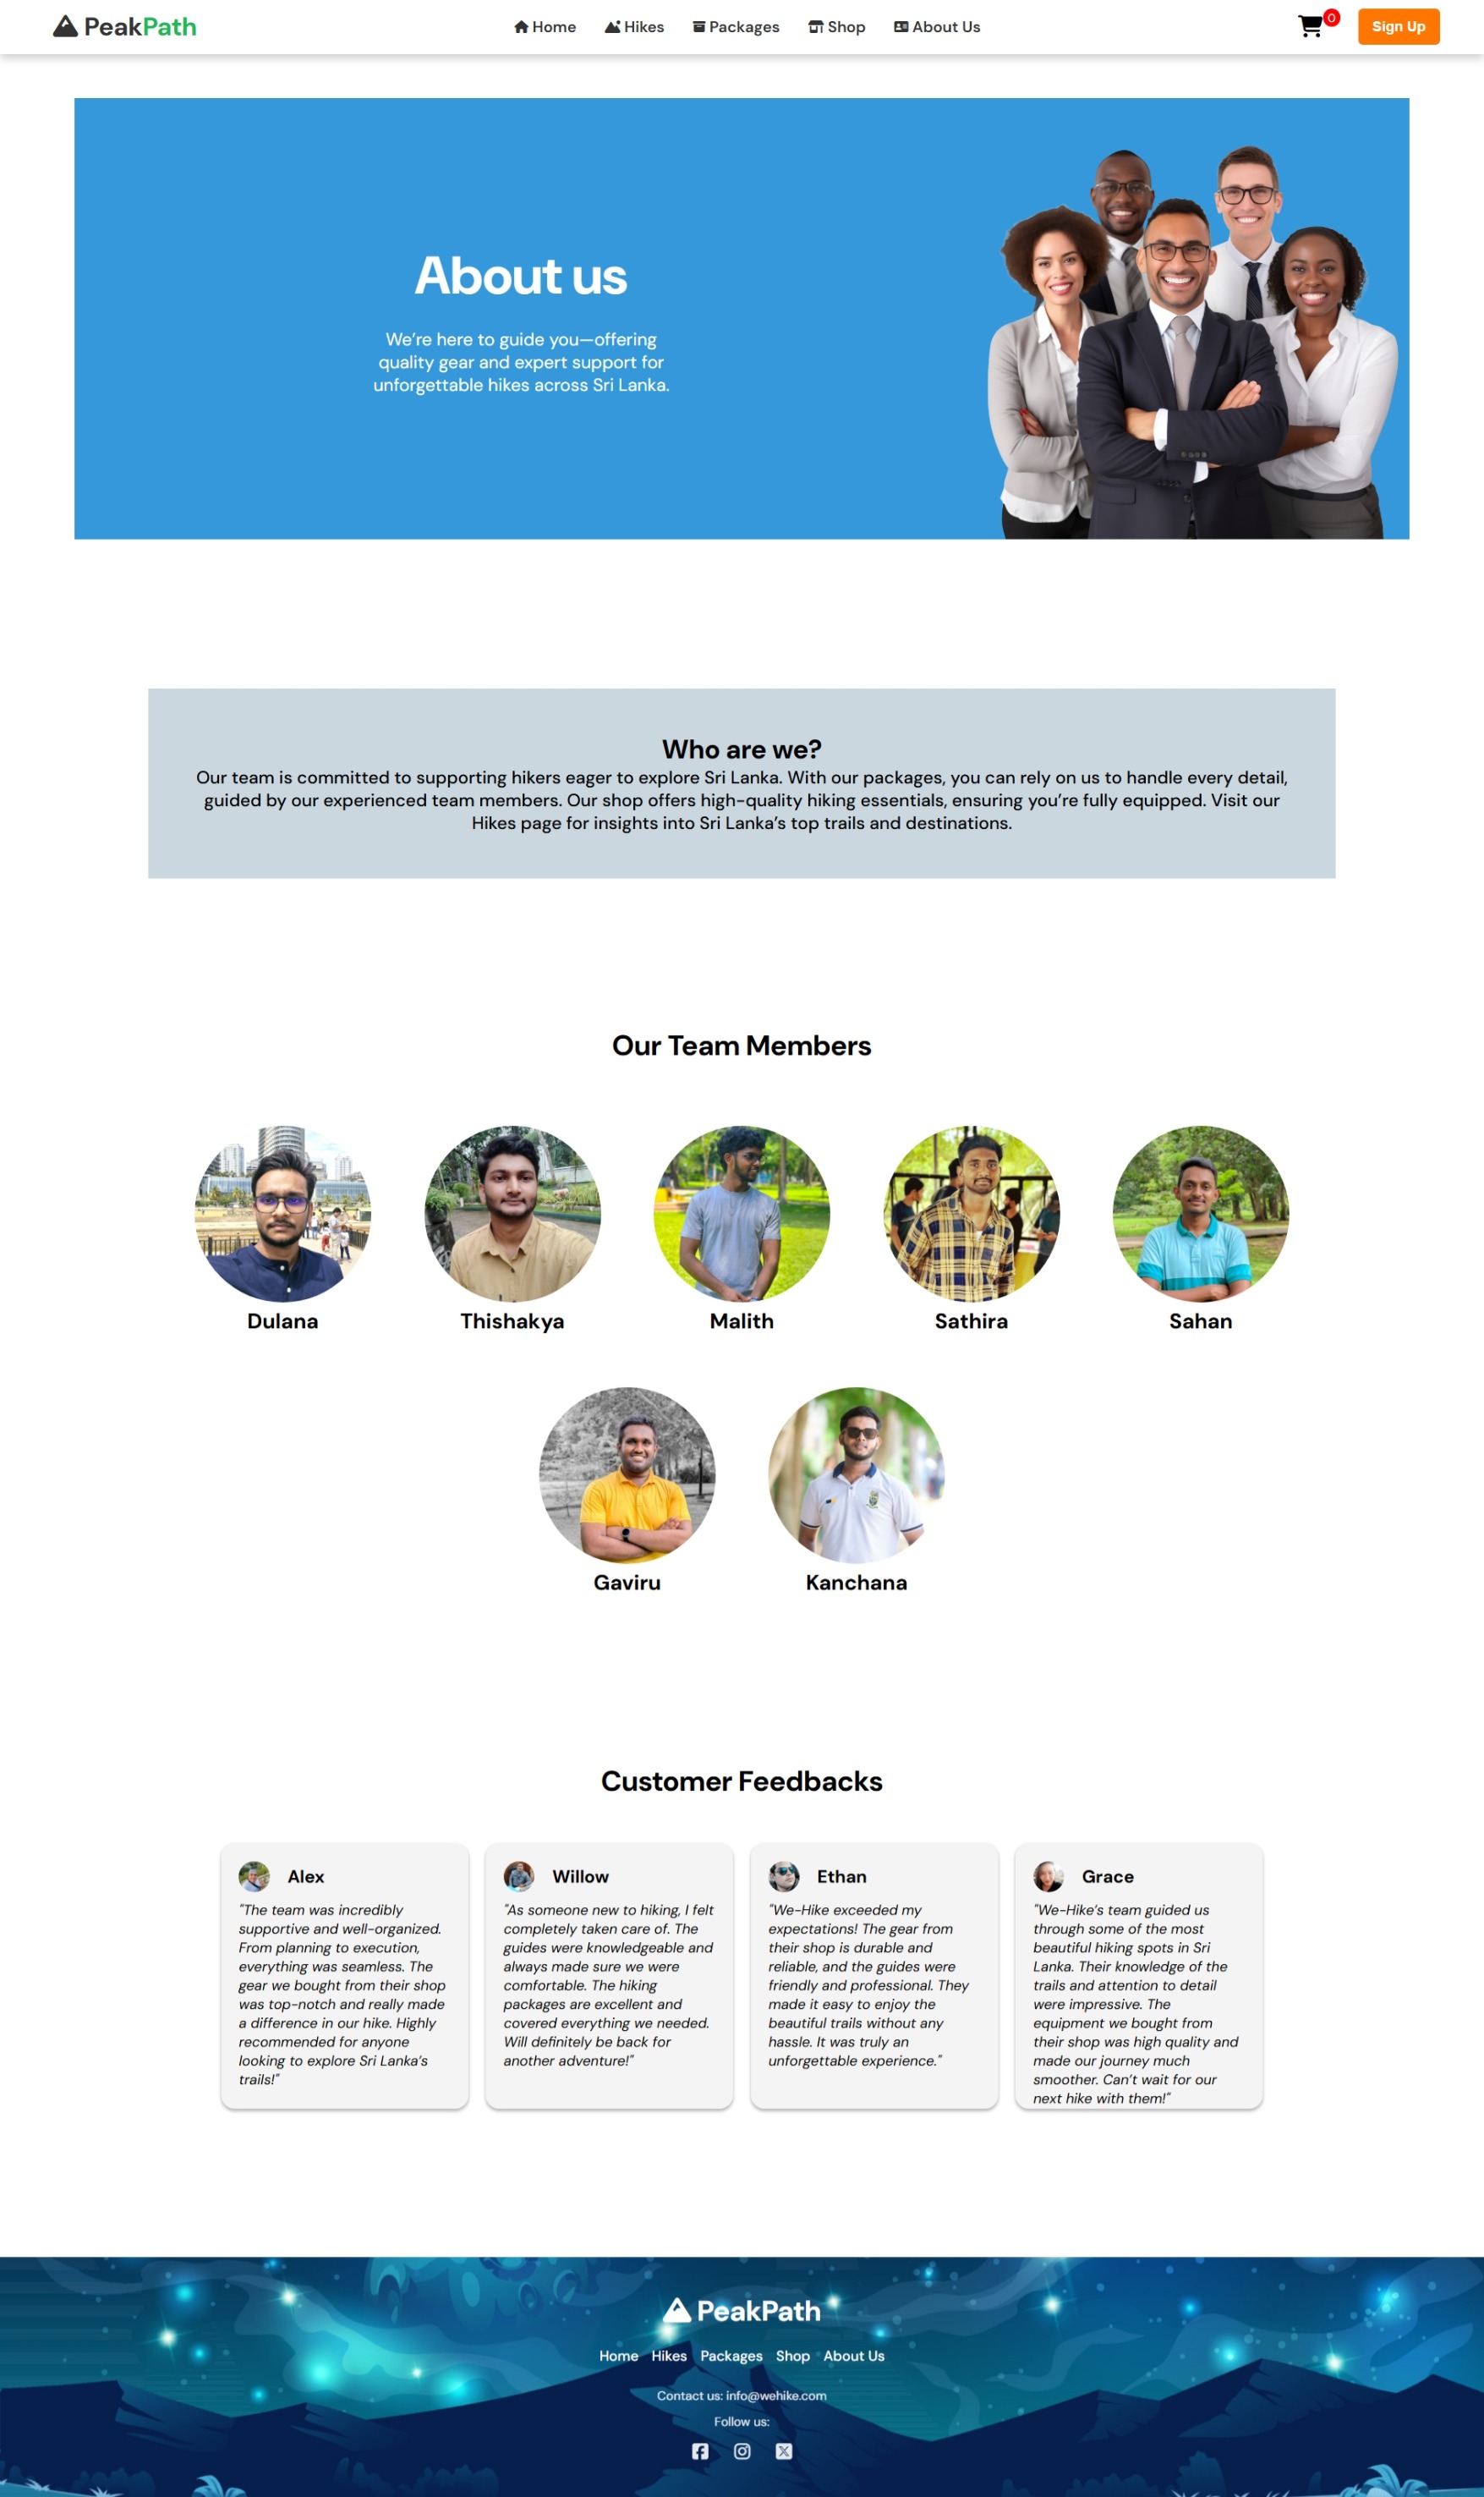 PeakPath
Home
Hikes
Packages
Shop
About Us
0
Sign Up
About us
We’re here to guide you—offering
quality gear and expert support for
unforgettable hikes across Sri Lanka.
Who are we?
Our team is committed to supporting hikers eager to explore Sri Lanka. With our packages, you can rely on us to handle every detail,
guided by our experienced team members. Our shop offers high-quality hiking essentials, ensuring you’re fully equipped. Visit our
Hikes page for insights into Sri Lanka’s top trails and destinations.
Our Team Members
Dulana
Thishakya
Malith
Sathira
Sahan
Gaviru
Kanchana
Customer Feedbacks
Alex
"The team was incredibly
supportive and well-organized.
From planning to execution,
everything was seamless. The
gear we bought from their shop
was top-notch and really made
a difference in our hike. Highly
recommended for anyone
looking to explore Sri Lanka’s
trails!"
Willow
"As someone new to hiking, I felt
completely taken care of. The
guides were knowledgeable and
always made sure we were
comfortable. The hiking
packages are excellent and
covered everything we needed.
Will definitely be back for
another adventure!"
Ethan
"We-Hike exceeded my
expectations! The gear from
their shop is durable and
reliable, and the guides were
friendly and professional. They
made it easy to enjoy the
beautiful trails without any
hassle. It was truly an
unforgettable experience."
Grace
"We-Hike’s team guided us
through some of the most
beautiful hiking spots in Sri
Lanka. Their knowledge of the
trails and attention to detail
were impressive. The
equipment we bought from
their shop was high quality and
made our journey much
smoother. Can’t wait for our
next hike with them!"
PeakPath
Home Hikes Packages Shop About Us
Contact us: info@wehike.com
Follow us: